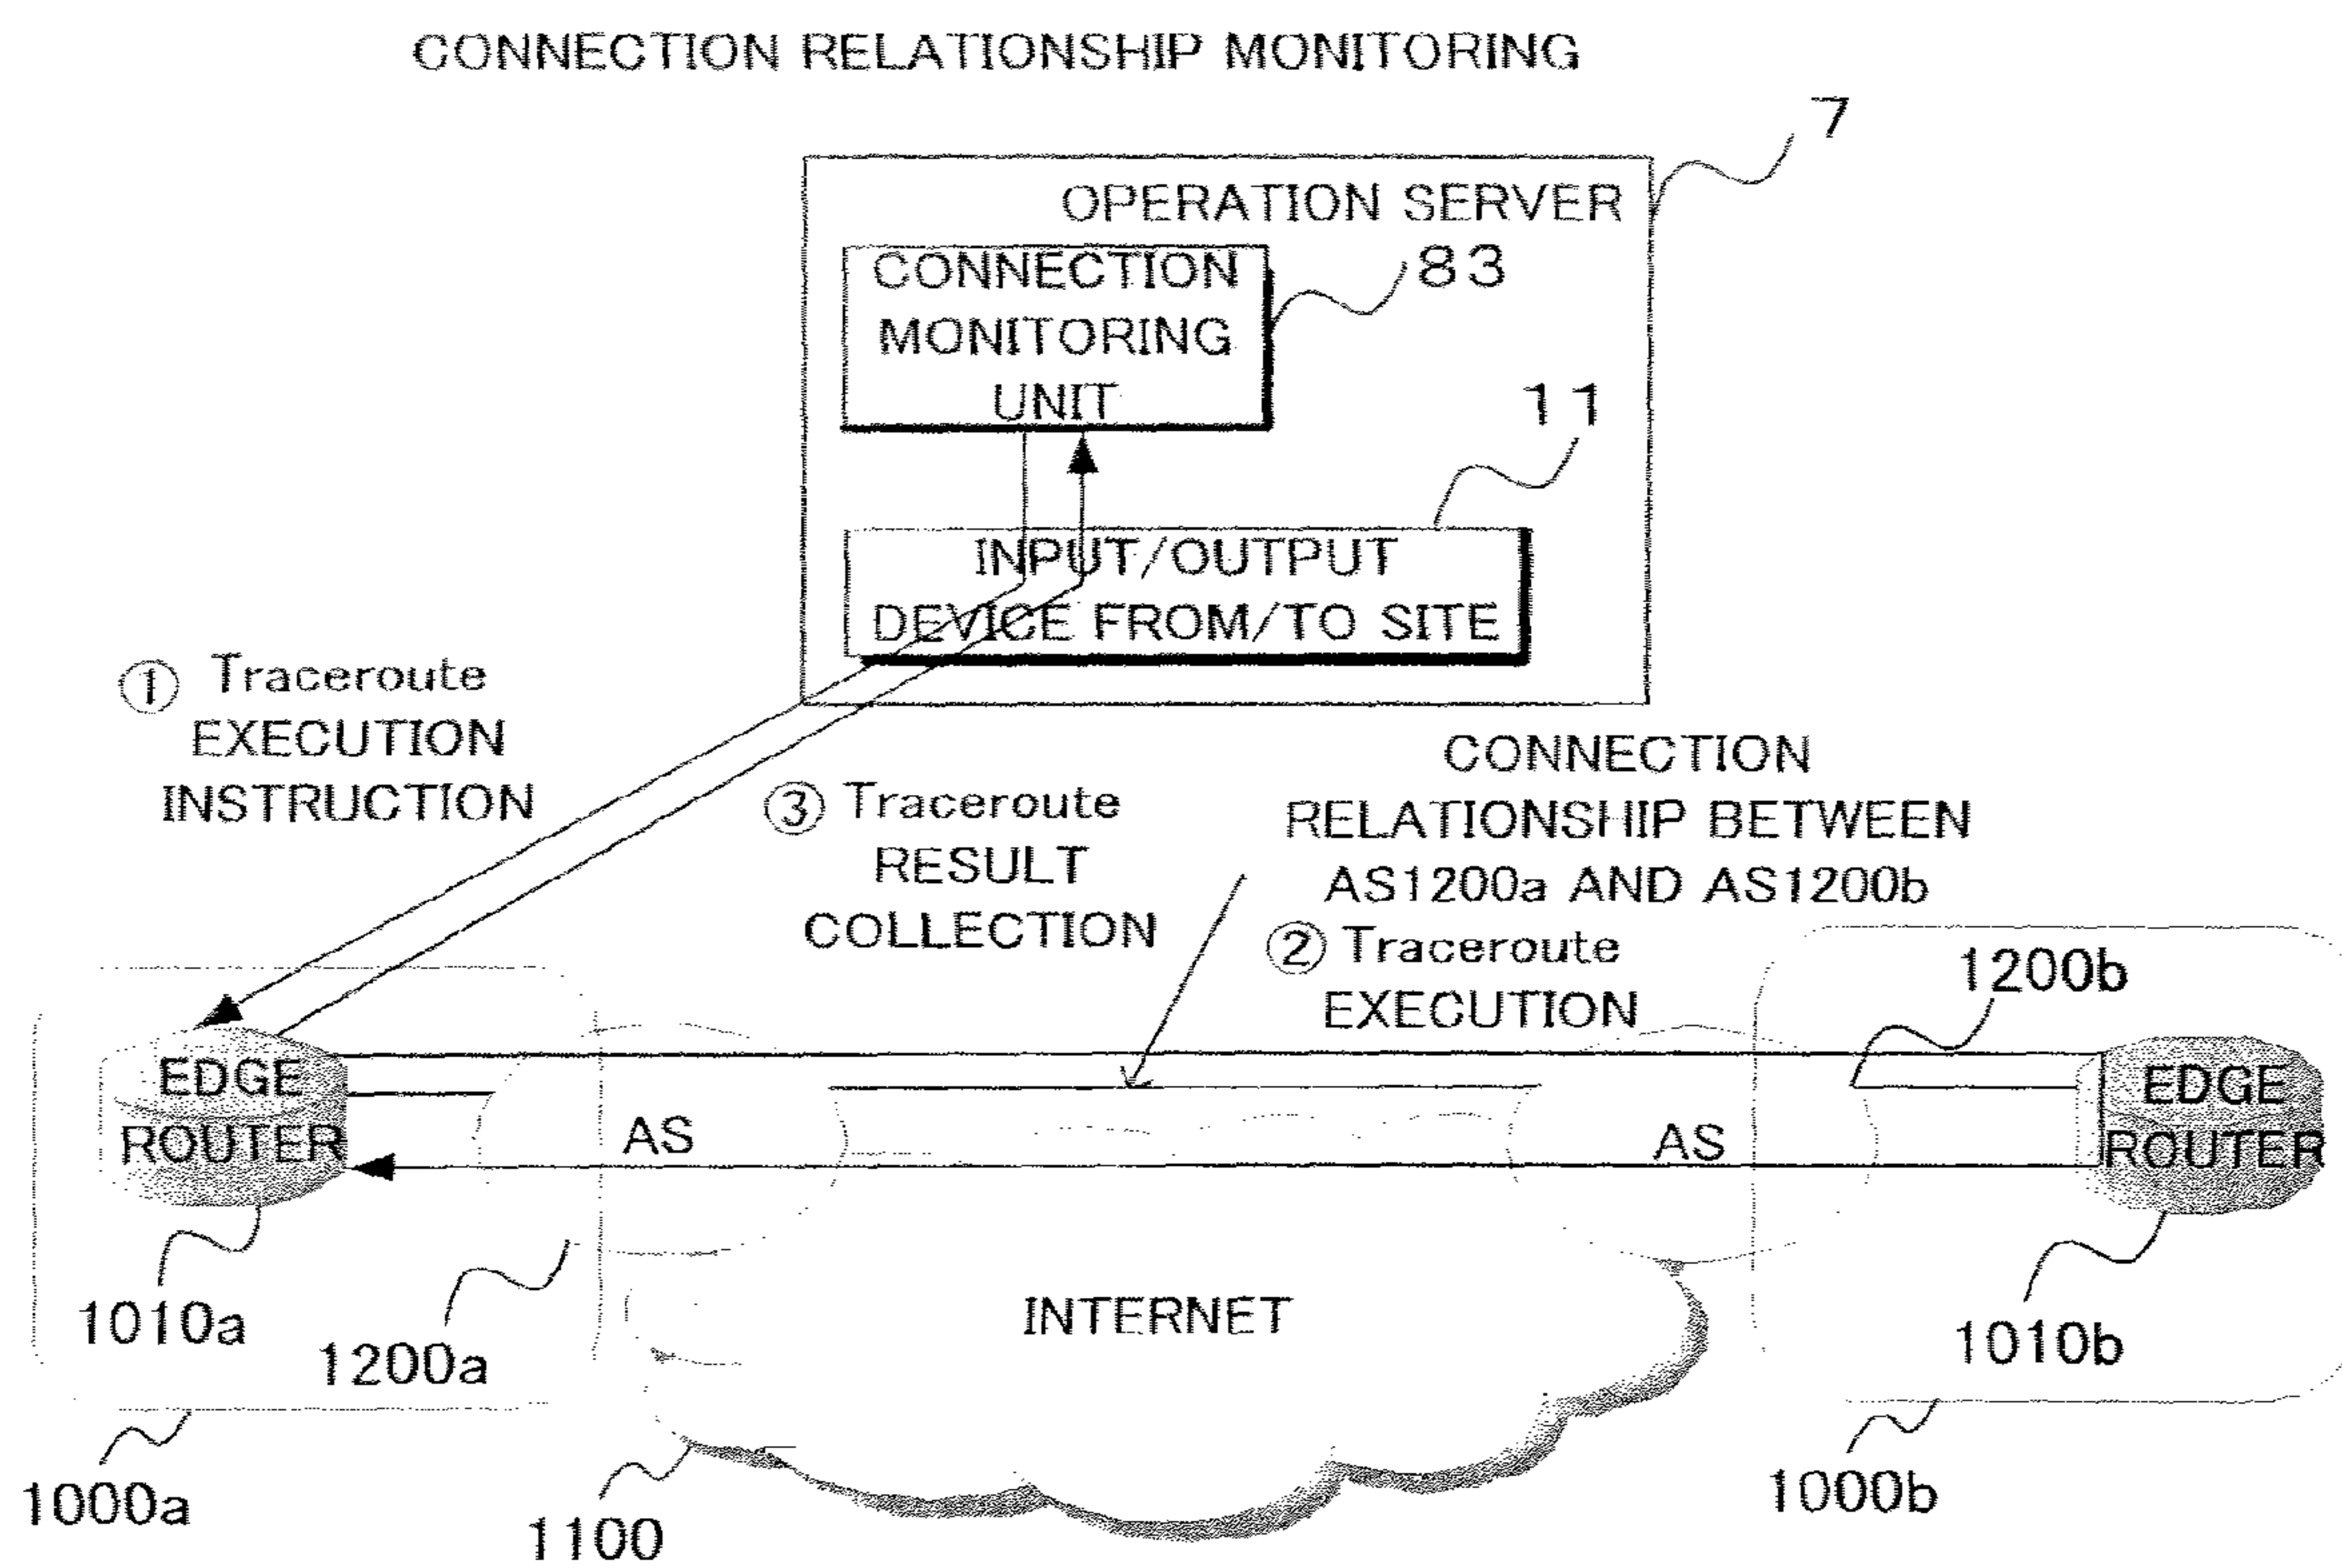 CONNECTION RELATIONSHIP MONITORING
7
OPERATION SERVER
CONNECTION
MONITORING
UNIT
83
11
INPUT/OUTPUT
DEVICE FROM/TO SITE
① Traceroute
EXECUTION
INSTRUCTION
③ Traceroute
RESULT
COLLECTION
CONNECTION
RELATIONSHIP BETWEEN
AS1200a AND AS1200b
② Traceroute
EXECUTION
1200b
EDGE
ROUTER
AS
AS
EDGE
ROUTER
1010a
1200a
INTERNET
1010b
1000a
1100
1000b